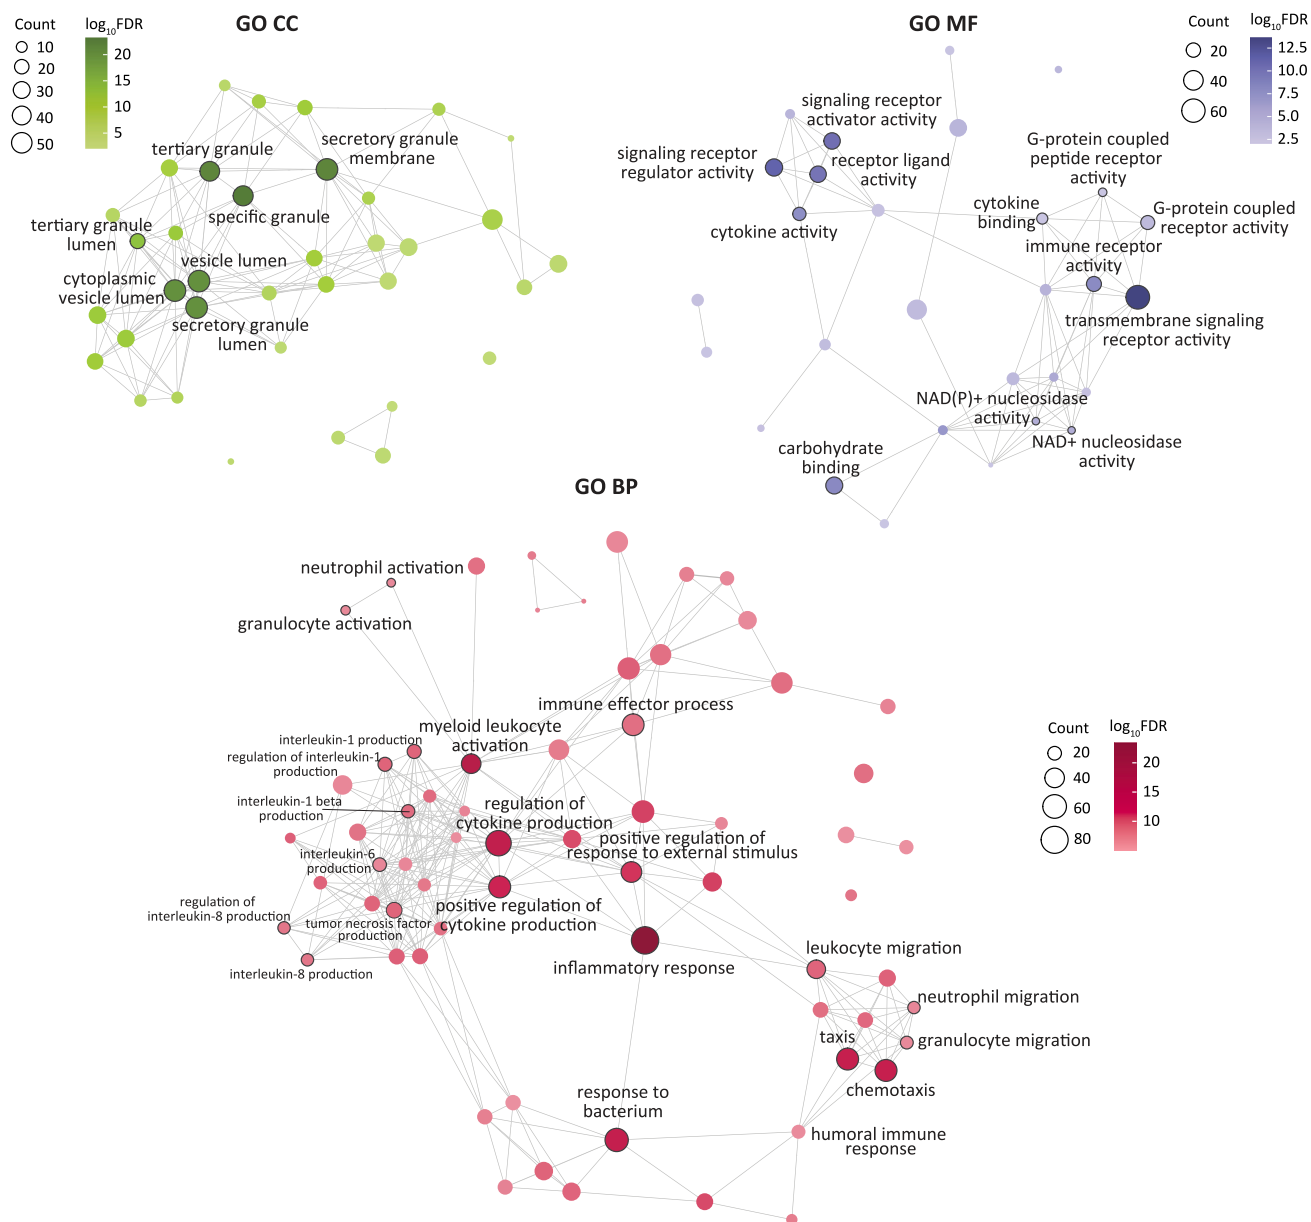 GO CC
Count
10
20
30
40
50
log10FDR
20
15
10
5
tertiary granule
secretory granule
membrane
specific granule
tertiary granule
lumen
vesicle lumen
cytoplasmic
vesicle lumen
secretory granule
lumen
GO MF
Count
20
40
60
log10FDR
12.5
10.0
7.5
5.0
2.5
signaling receptor
activator activity
signaling receptor
regulator activity
receptor ligand
activity
cytokine activity
G-protein coupled
peptide receptor
activity
cytokine
binding
G-protein coupled
receptor activity
immune receptor
activity
transmembrane signaling
receptor activity
NAD(P)+ nucleosidase
activity
NAD+ nucleosidase
activity
carbohydrate
binding
GO BP
neutrophil activation
granulocyte activation
immune effector process
myeloid leukocyte
activation
interleukin-1 production
regulation of interleukin-1
production
interleukin-1 beta
production
regulation of
cytokine production
positive regulation of
response to external stimulus
interleukin-6
production
regulation of
interleukin-8 production
tumor necrosis factor
production
positive regulation of
cytokine production
interleukin-8 production
inflammatory response
leukocyte migration
neutrophil migration
taxis
granulocyte migration
chemotaxis
response to
bacterium
humoral immune
response
Count
20
40
60
80
log10FDR
20
15
10